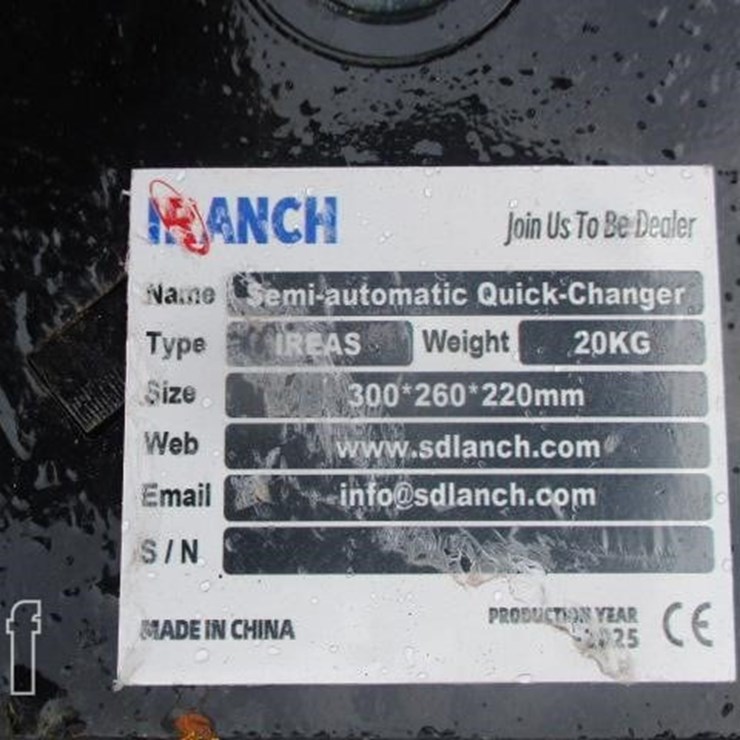 LANCH Join Us To Be Dealer
Name Semi-automatic Quick-Changer
Type IREAS Weight 20KG
Size 300*260*220mm
Web www.sdlanch.com
Email info@sdlanch.com
S / N
MADE IN CHINA PRODUCTION YEAR CE
2025
f